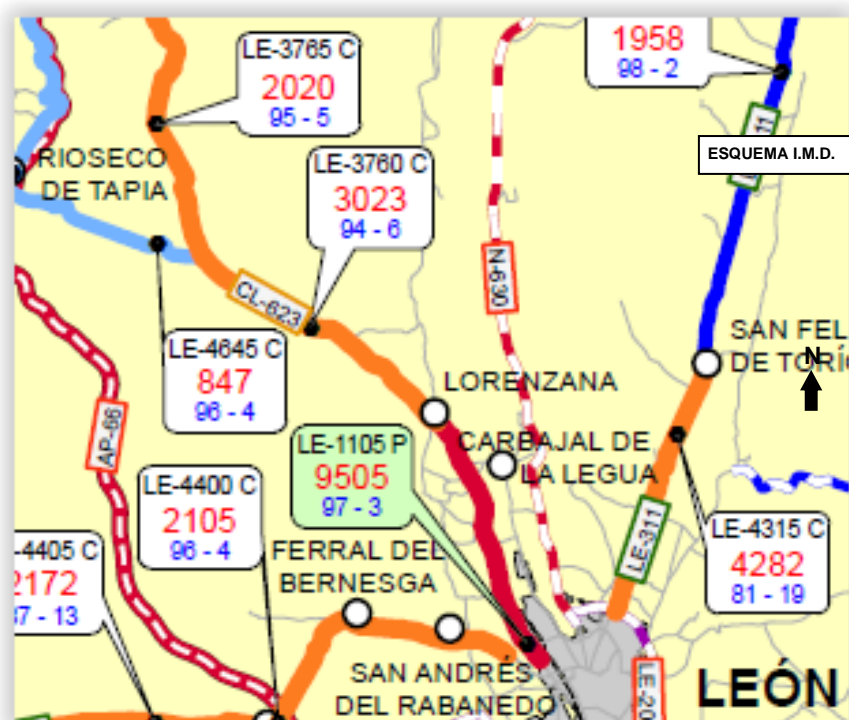 LE-3765 C
2020
95 - 5
1958
98 - 2
ESQUEMA I.M.D.
RIOSECO
DE TAPIA
LE-3760 C
3023
94 - 6
N-630
CL-623
LE-4645 C
847
96 - 4
SAN FEL
DE TORÍO
N
LORENZANA
AP-66
LE-1105 P
9505
97 - 3
CARBAJAL DE
LA LEGUA
LE-4400 C
2105
96 - 4
LE-311
LE-4315 C
4282
81 - 19
-4405 C
2172
37 - 13
FERRAL DEL
BERNESGA
SAN ANDRÉS
DEL RABANEDO
LEÓN
LE-20